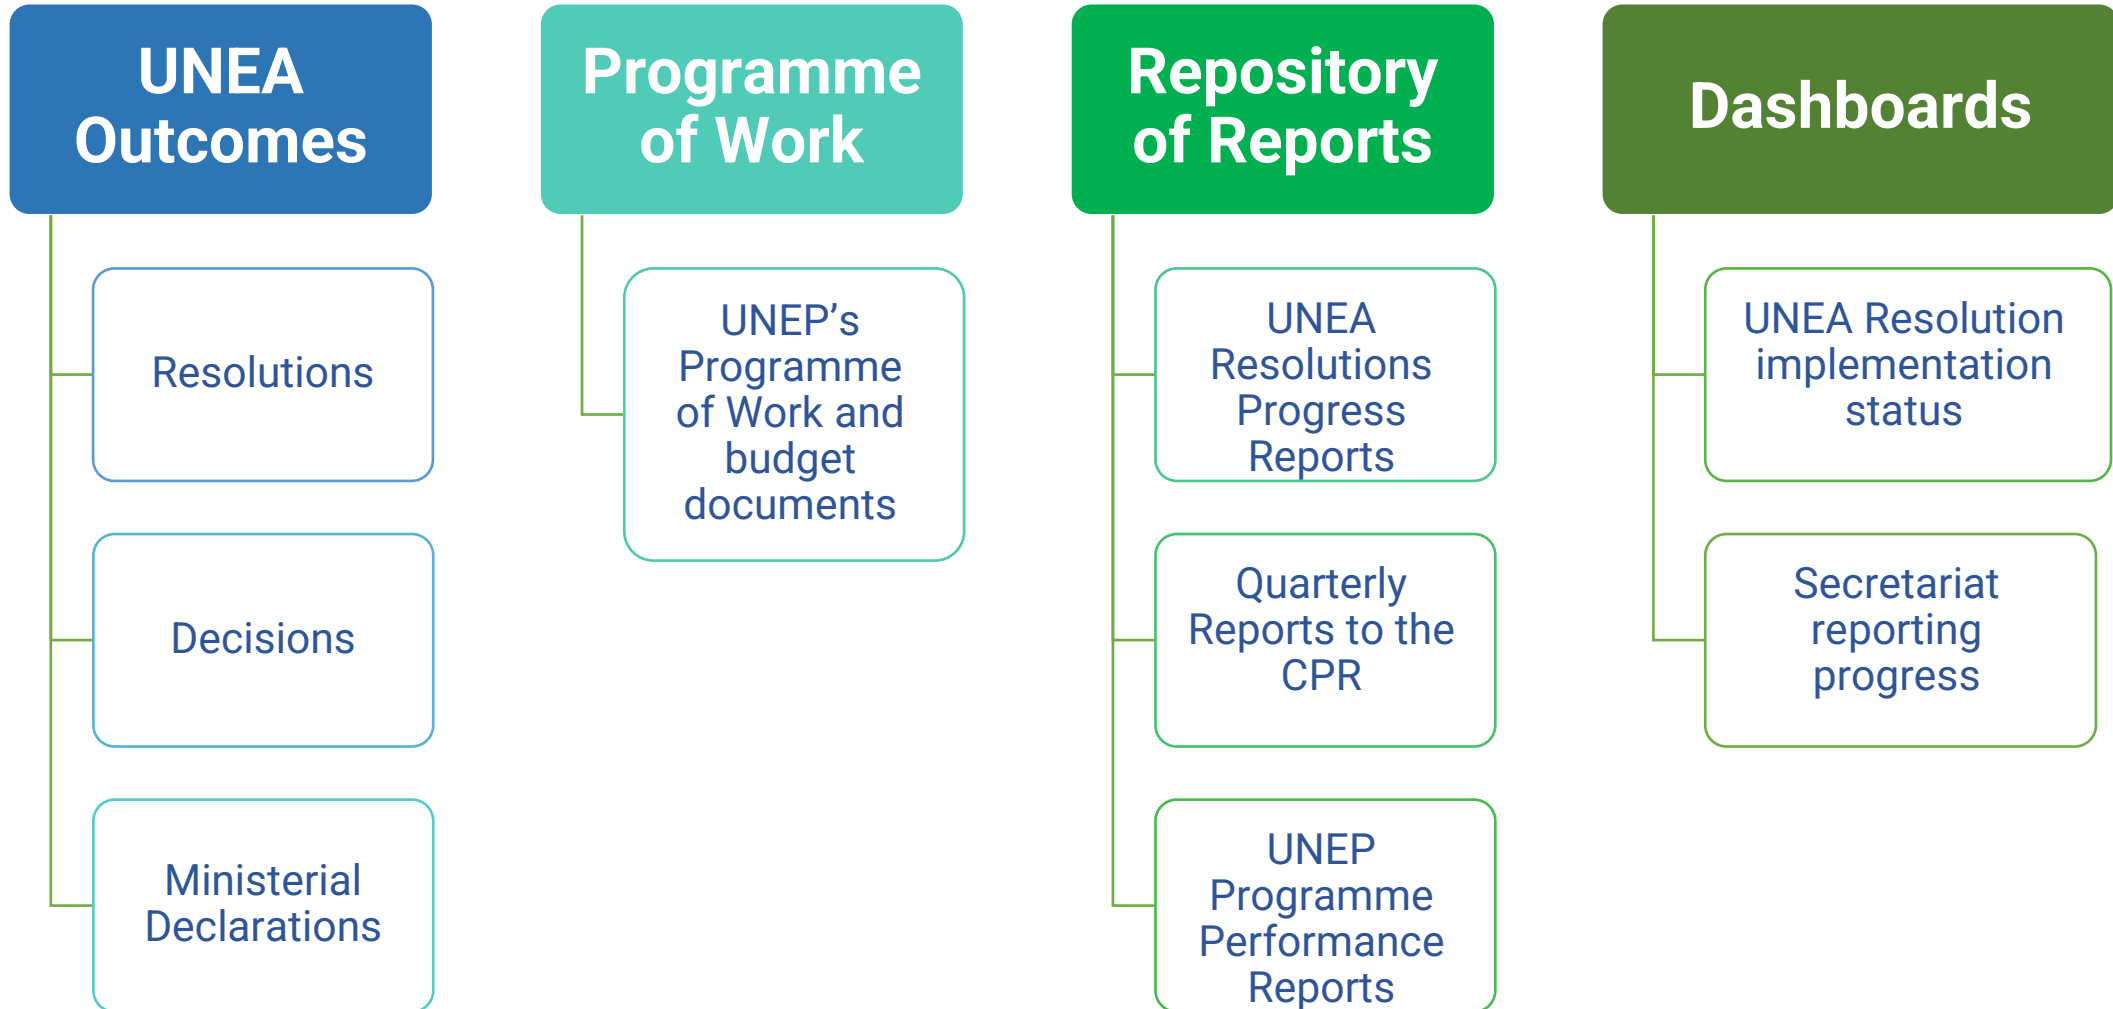 UNEA
Outcomes
Resolutions
Decisions
Ministerial
Declarations
Programme
of Work
UNEP’s
Programme
of Work and
budget
documents
Repository
of Reports
UNEA
Resolutions
Progress
Reports
Quarterly
Reports to the
CPR
UNEP
Programme
Performance
Reports
Dashboards
UNEA Resolution
implementation
status
Secretariat
reporting
progress